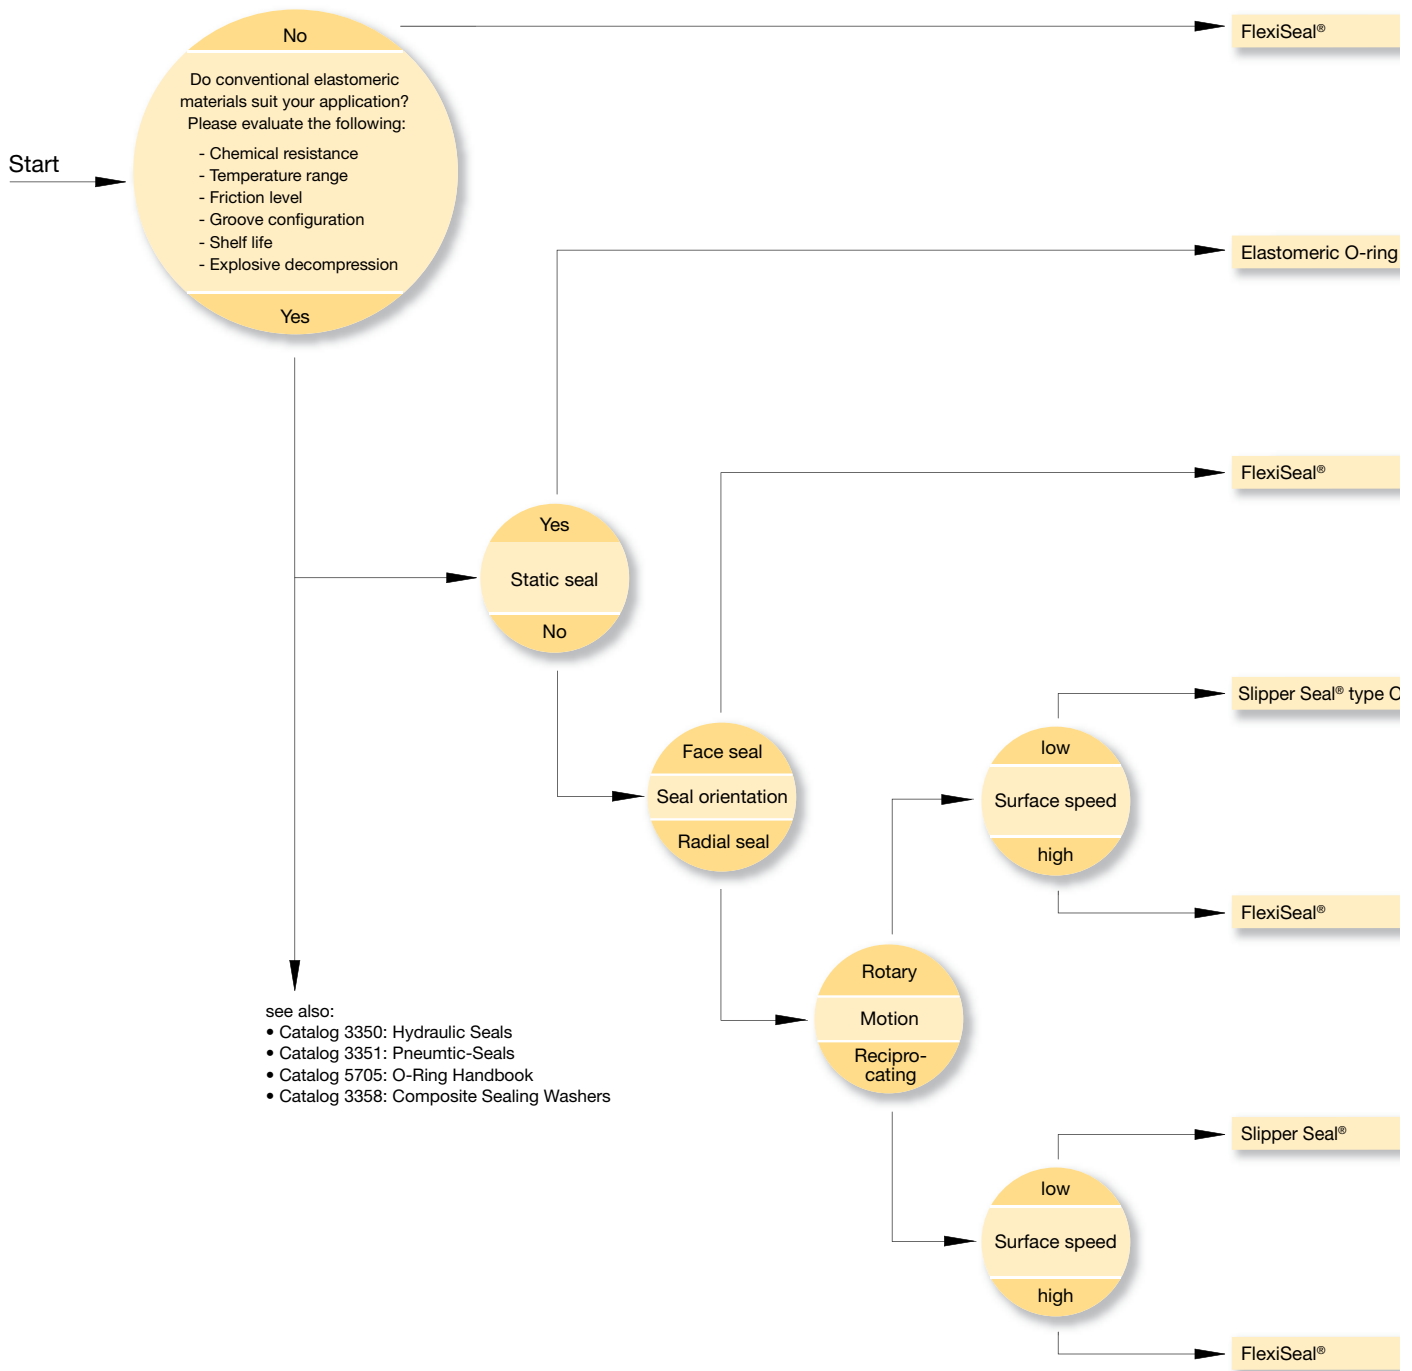 No
FlexiSeal®
Do conventional elastomeric
materials suit your application?
Please evaluate the following:
- Chemical resistance
- Temperature range
- Friction level
- Groove configuration
- Shelf life
- Explosive decompression
Start
Yes
Elastomeric O-ring
FlexiSeal®
Yes
Static seal
No
Slipper Seal® type C
Face seal
Seal orientation
Radial seal
low
Surface speed
high
FlexiSeal®
Rotary
Motion
Recipro-
cating
see also:
• Catalog 3350: Hydraulic Seals
• Catalog 3351: Pneumtic-Seals
• Catalog 5705: O-Ring Handbook
• Catalog 3358: Composite Sealing Washers
Slipper Seal®
low
Surface speed
high
FlexiSeal®